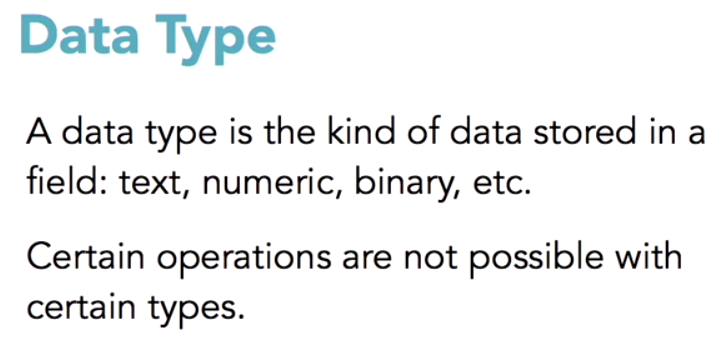 Data Type
A data type is the kind of data stored in a
field: text, numeric, binary, etc.
Certain operations are not possible with
certain types.